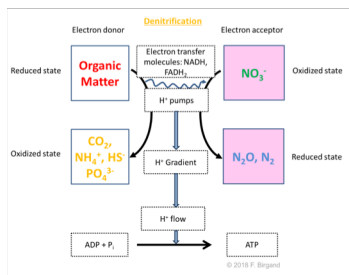 Denitrification
Electron donor
Electron acceptor
Electron transfer
molecules: NADH,
FADH₂
Reduced state
Organic
Matter
NO₃⁻
Oxidized state
H⁺ pumps
Oxidized state
CO₂,
NH₄⁺, HS⁻
PO₄³⁻
H⁺ Gradient
N₂O, N₂
Reduced state
H⁺ flow
ADP + Pᵢ
ATP
© 2018 F. Birgand